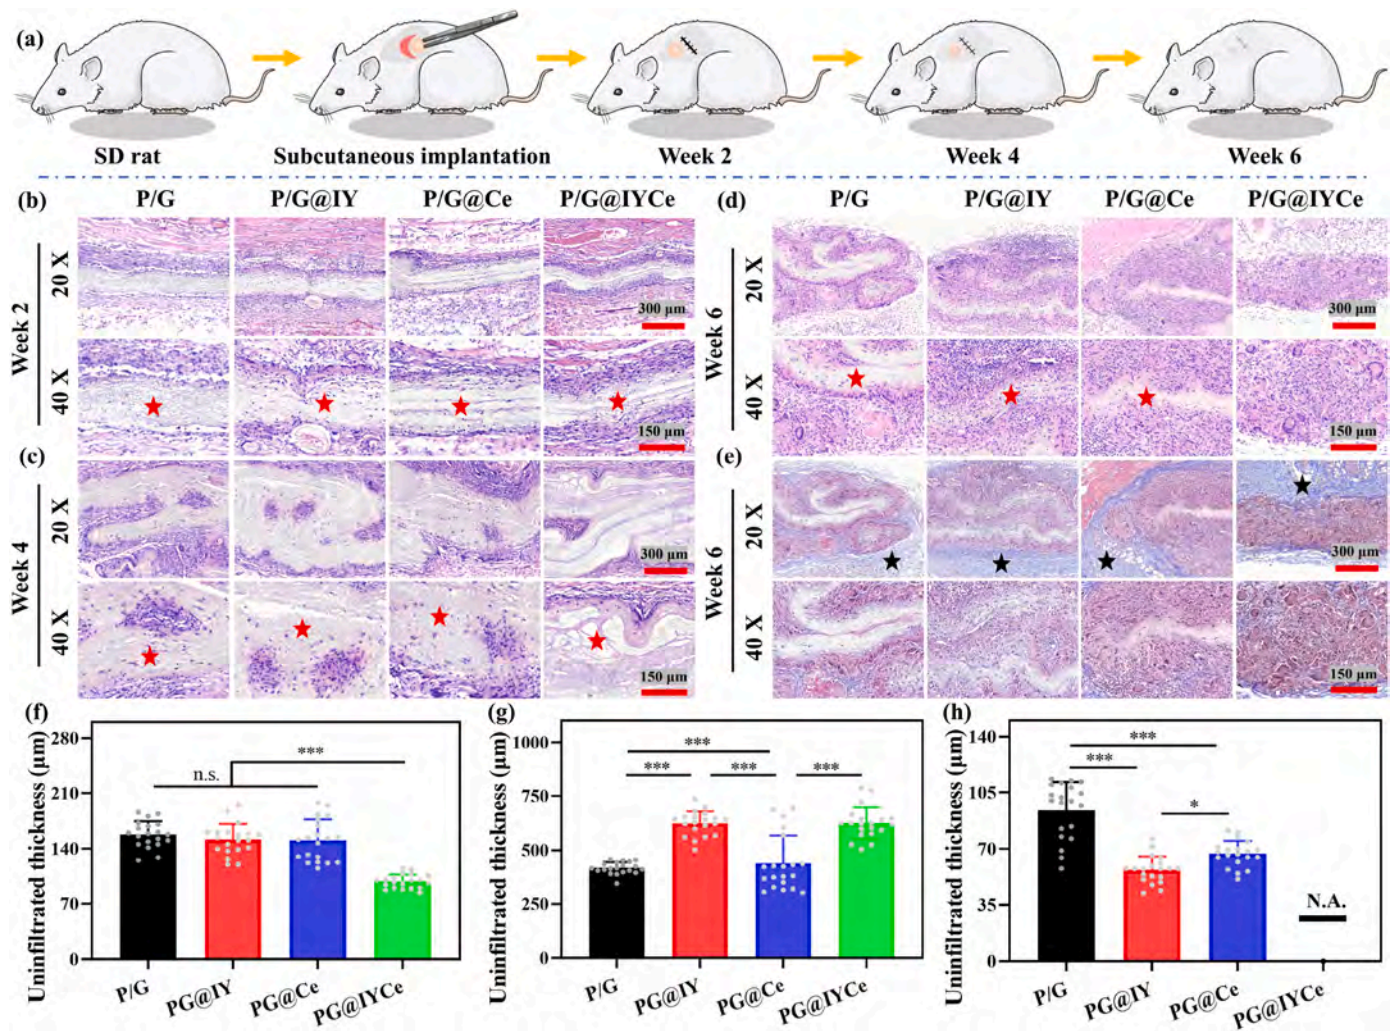 (a)
SD rat
Subcutaneous implantation
Week 2
Week 4
Week 6
(b)
P/G
P/G@IY
P/G@Ce
P/G@IYCe
Week 2
20 X
300 μm
40 X
150 μm
(c)
Week 4
20 X
300 μm
40 X
150 μm
(d)
P/G
P/G@IY
P/G@Ce
P/G@IYCe
Week 6
20 X
300 μm
40 X
150 μm
(e)
Week 6
20 X
300 μm
40 X
150 μm
(f)
Uninfiltrated thickness (μm)
280
210
140
70
0
n.s.
***
P/G
PG@IY
PG@Ce
PG@IYCe
(g)
Uninfiltrated thickness (μm)
1000
750
500
250
0
***
*** *** ***
P/G
PG@IY
PG@Ce
PG@IYCe
(h)
Uninfiltrated thickness (μm)
140
105
70
35
0
***
***
*
N.A.
P/G
PG@IY
PG@Ce
PG@IYCe